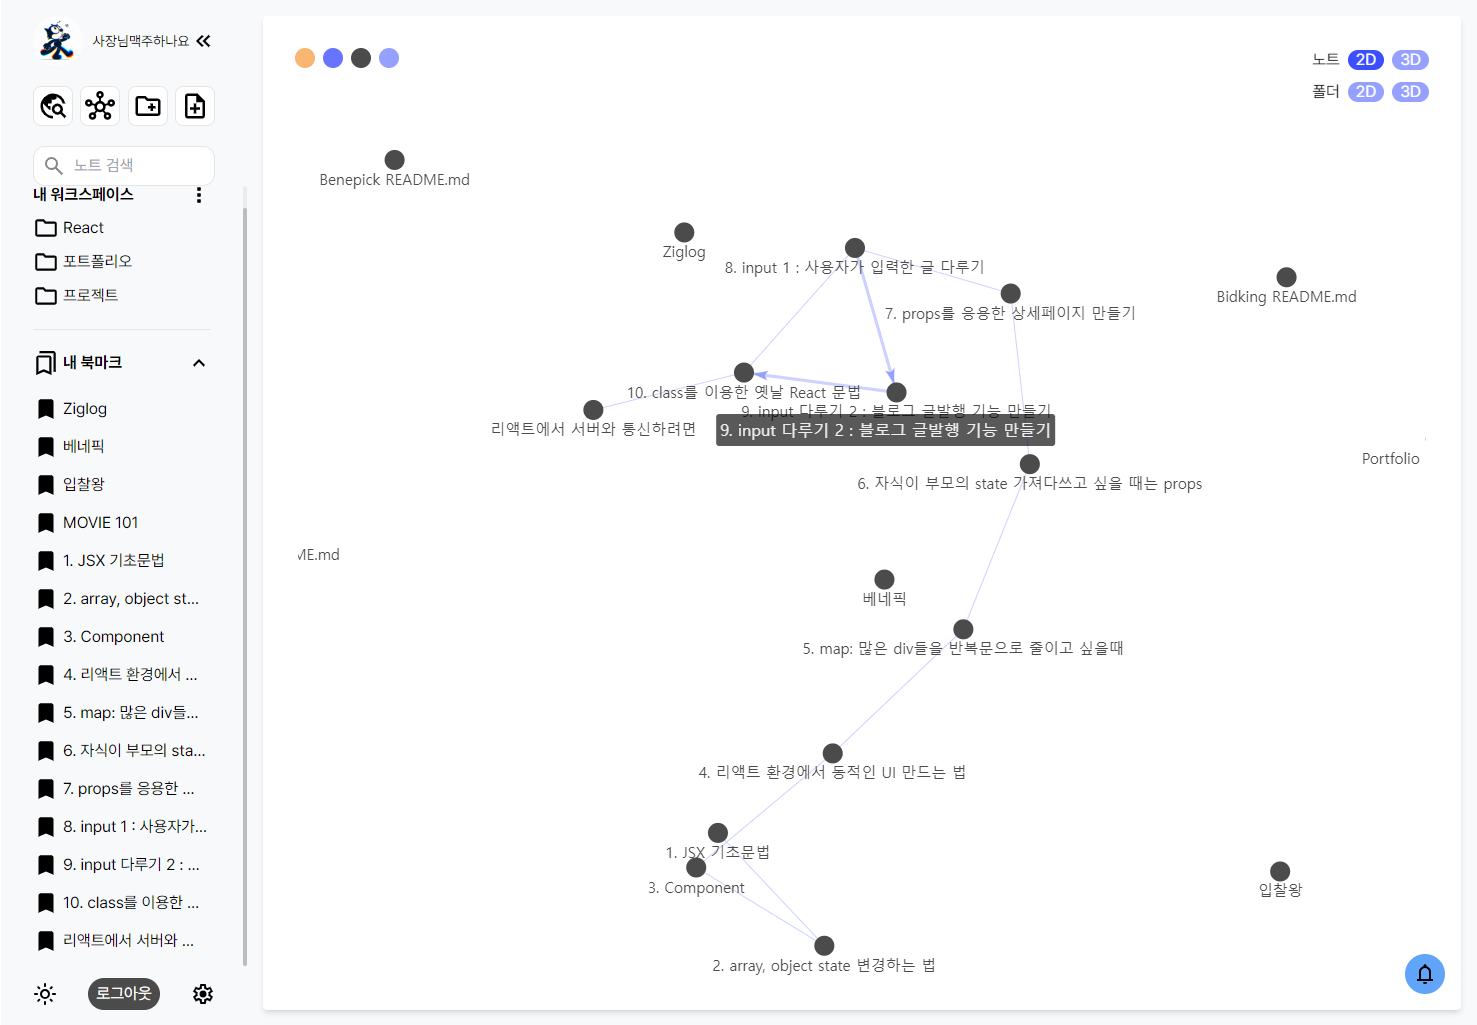 사장님맥주하나요
노트 검색
내 워크스페이스
React
포트폴리오
프로젝트
내 북마크
Ziglog
베네픽
입찰왕
MOVIE 101
1. JSX 기초문법
2. array, object st...
3. Component
4. 리액트 환경에서 ...
5. map: 많은 div들...
6. 자식이 부모의 sta...
7. props를 응용한 ...
8. input 1 : 사용자가...
9. input 다루기 2 : ...
10. class를 이용한 ...
리액트에서 서버와 ...
로그아웃
노트 2D 3D
폴더 2D 3D
Benepick README.md
Ziglog
8. input 1 : 사용자가 입력한 글 다루기
Bidking README.md
7. props를 응용한 상세페이지 만들기
10. class를 이용한 옛날 React 문법
9. input 다루기 2 : 블로그 글발행 기능 만들기
리액트에서 서버와 통신하려면
9. input 다루기 2 : 블로그 글발행 기능 만들기
Portfolio
6. 자식이 부모의 state 가져다쓰고 싶을 때는 props
ME.md
베네픽
5. map: 많은 div들을 반복문으로 줄이고 싶을때
4. 리액트 환경에서 동적인 UI 만드는 법
1. JSX 기초문법
3. Component
입찰왕
2. array, object state 변경하는 법